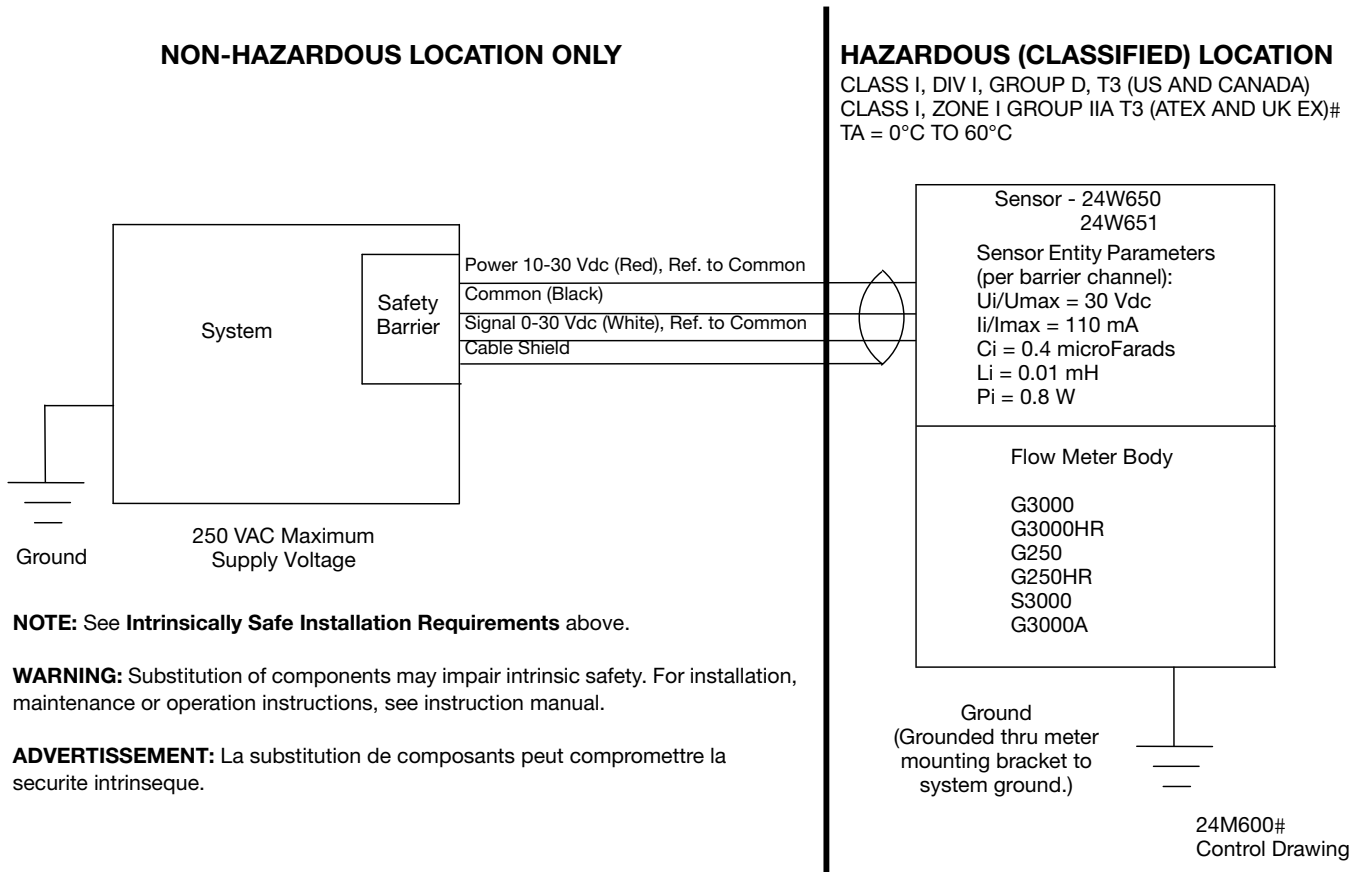 NON-HAZARDOUS LOCATION ONLY
HAZARDOUS (CLASSIFIED) LOCATION
CLASS I, DIV I, GROUP D, T3 (US AND CANADA)
CLASS I, ZONE I GROUP IIA T3 (ATEX AND UK EX)#
TA = 0°C TO 60°C
System
Safety
Barrier
Power 10-30 Vdc (Red), Ref. to Common
Common (Black)
Signal 0-30 Vdc (White), Ref. to Common
Cable Shield
Sensor - 24W650
24W651
Sensor Entity Parameters
(per barrier channel):
Ui/Umax = 30 Vdc
Ii/Imax = 110 mA
Ci = 0.4 microFarads
Li = 0.01 mH
Pi = 0.8 W
Flow Meter Body
G3000
G3000HR
G250
G250HR
S3000
G3000A
Ground
250 VAC Maximum
Supply Voltage
NOTE: See Intrinsically Safe Installation Requirements above.
WARNING: Substitution of components may impair intrinsic safety. For installation,
maintenance or operation instructions, see instruction manual.
ADVERTISSEMENT: La substitution de composants peut compromettre la
securite intrinseque.
Ground
(Grounded thru meter
mounting bracket to
system ground.)
24M600#
Control Drawing